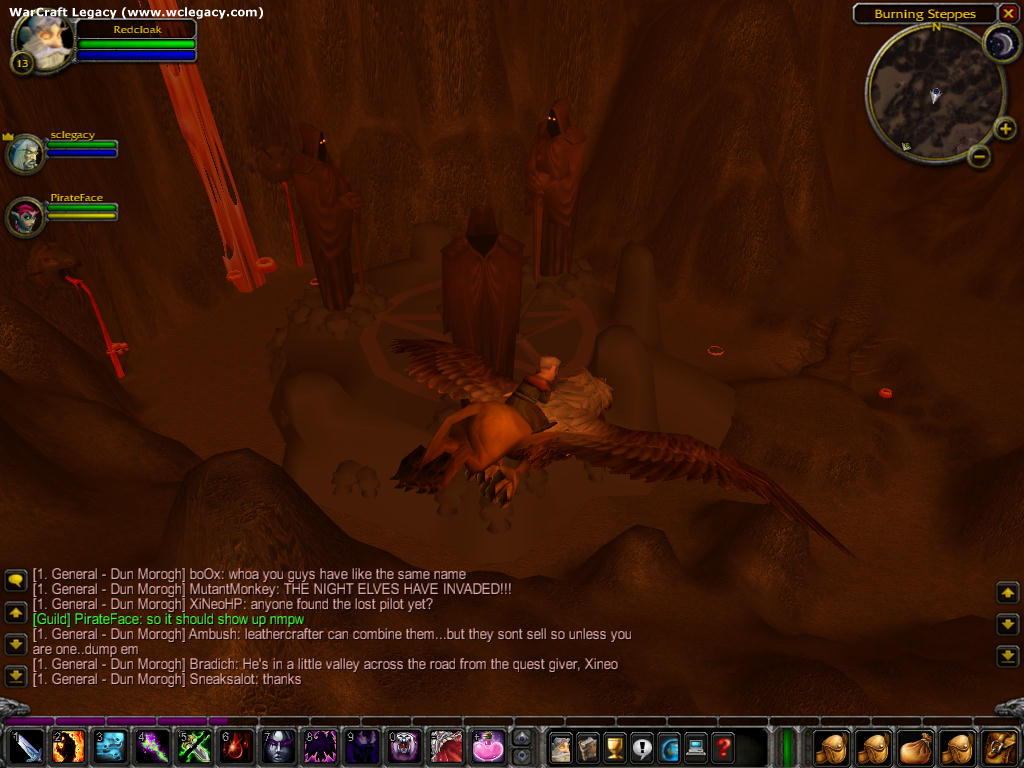 WarCraft Legacy (www.wclegacy.com)
Redcloak
13
Burning Steppes
N
sclegacy
PirateFace
[1. General - Dun Morogh] boOx: whoa you guys have like the same name
[1. General - Dun Morogh] MutantMonkey: THE NIGHT ELVES HAVE INVADED!!!
[1. General - Dun Morogh] XiNeoHP: anyone found the lost pilot yet?
[Guild] PirateFace: so it should show up nmpw
[1. General - Dun Morogh] Ambush: leathercrafter can combine them...but they sont sell so unless you
are one..dump em
[1. General - Dun Morogh] Bradich: He's in a little valley across the road from the quest giver, Xineo
[1. General - Dun Morogh] Sneaksalot: thanks
1 2 3 4 5 6 7 8 9 0 - +